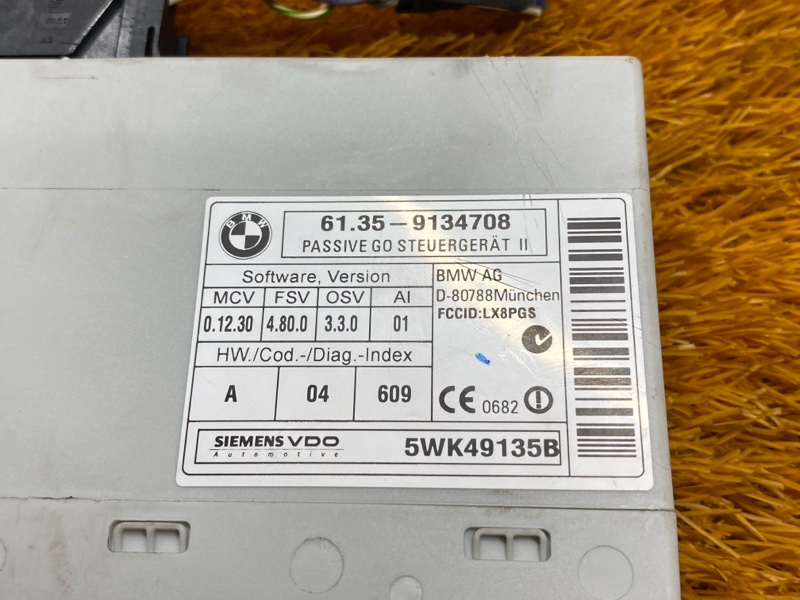 BMW
61.35-9134708
PASSIVE GO STEUERGERÄT II
Software, Version
MCV FSV OSV AI
0.12.30 4.80.0 3.3.0 01
HW./Cod.-/Diag.-Index
A 04 609
BMW AG
D-80788München
FCCID:LX8PGS
CE 0682
SIEMENS VDO
Automotive
5WK49135B